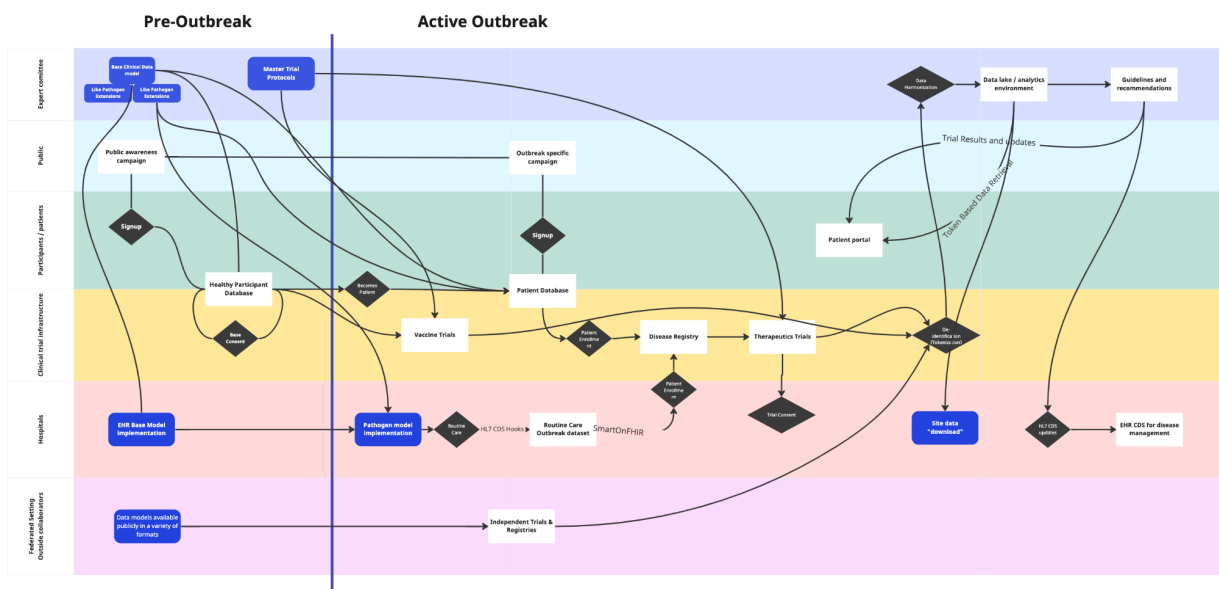 Pre-Outbreak
Active Outbreak
Expert comittee
Base Clinical Data
model
Like Pathogen
Extensions
Like Pathogen
Extensions
Master Trial
Protocols
Data
Harmonization
Data lake / analytics
environment
Guidelines and
recommendations
Public
Public awareness
campaign
Outbreak specific
campaign
Trial Results and updates
Token Based Data Retrieval
Participants / patients
Signup
Signup
Patient portal
Healthy Participant
Database
Becomes
Patient
Patient Database
Clinical trial infrastructure
Base
Consent
Vaccine Trials
Patient
Enrollme
nt
Disease Registry
Therapeutics Trials
De-
identification
(Tokenization)
Hospitals
Patient
Enrollme
nt
Trial Consent
EHR Base Model
implementation
Pathogen model
implementation
Routine
Care
HL7 CDS Hooks
Routine Care
Outbreak dataset
SmartOnFHIR
Site data
"download"
HL7 CDS
updates
EHR CDS for disease
management
Federated Setting
Outside collaborators
Data models available
publicly in a variety of
formats
Independent Trials &
Registries